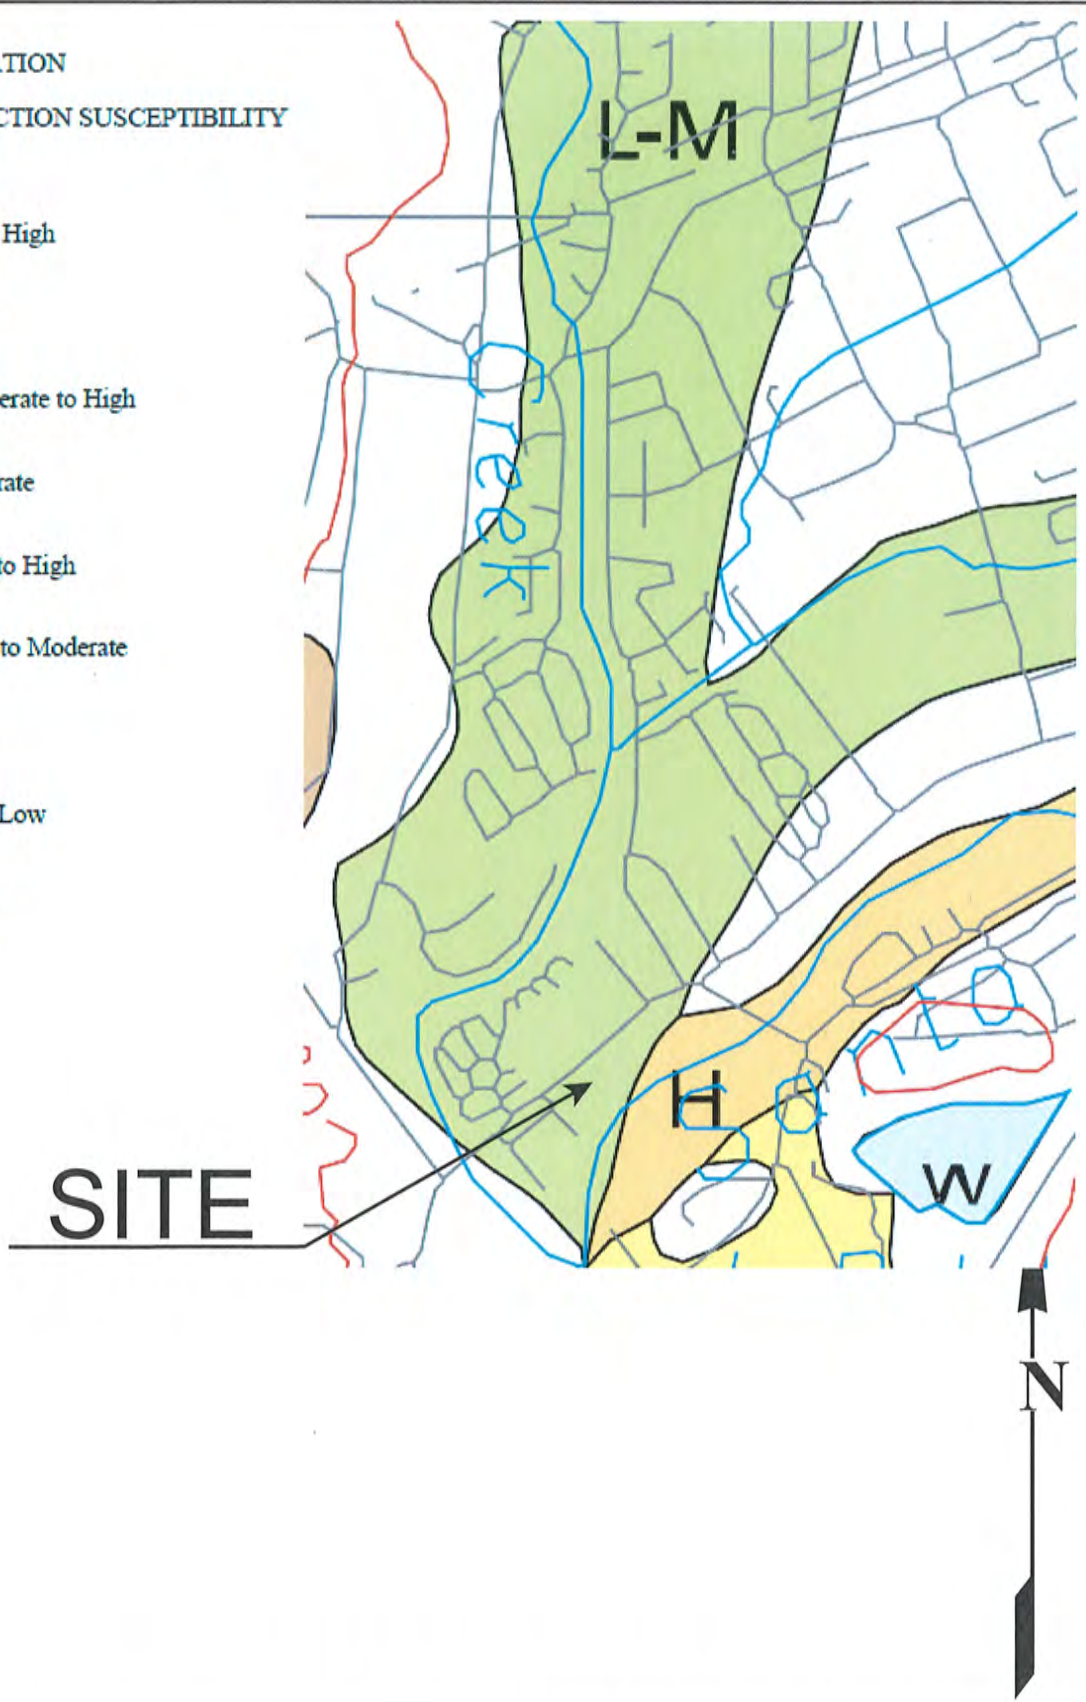 TION
CTION SUSCEPTIBILITY
High
erate to High
rate
to High
to Moderate
Low
L-M
Creek
H
W
SITE
N